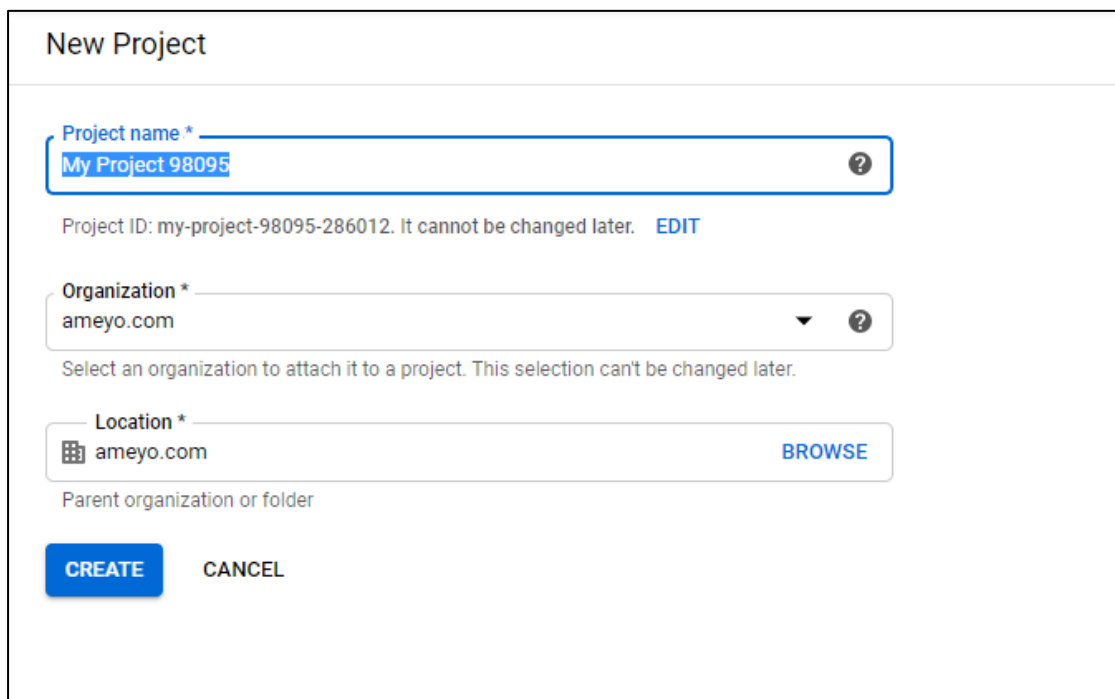 New Project
Project name *
My Project 98095
Project ID: my-project-98095-286012. It cannot be changed later. EDIT
Organization *
ameyo.com
Select an organization to attach it to a project. This selection can't be changed later.
Location *
ameyo.com BROWSE
Parent organization or folder
CREATE CANCEL